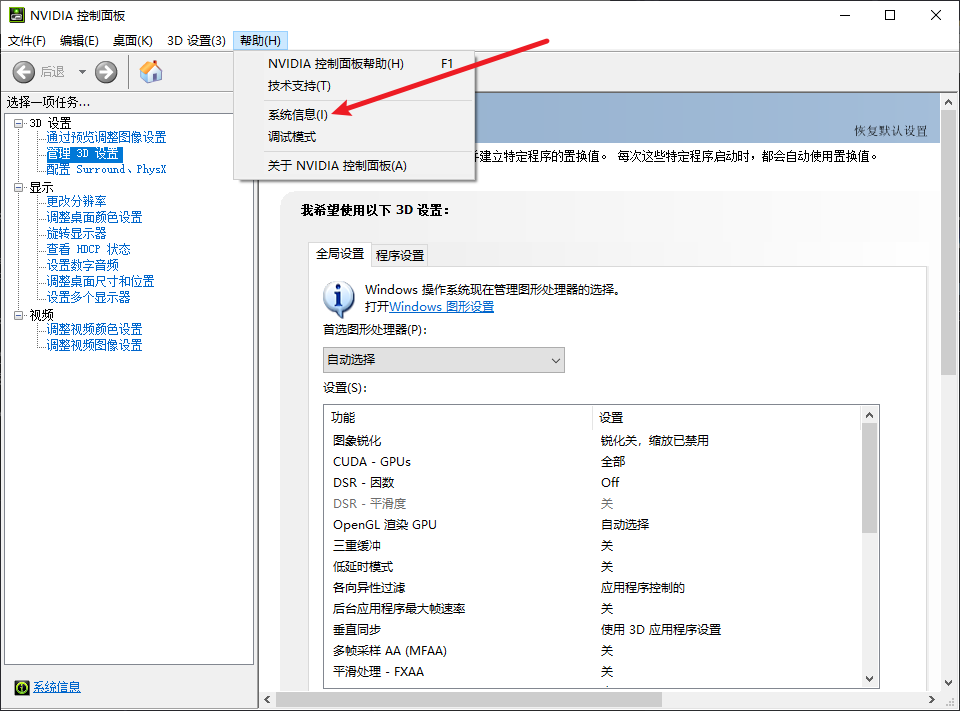 NVIDIA 控制面板
文件(F) 编辑(E) 桌面(K) 3D 设置(3) 帮助(H)
后退
NVIDIA 控制面板帮助(H) F1
技术支持(T)
系统信息(I)
调试模式
关于 NVIDIA 控制面板(A)
选择一项任务...
3D 设置
通过预览调整图像设置
管理 3D 设置
配置 Surround、PhysX
显示
更改分辨率
调整桌面颜色设置
旋转显示器
查看 HDCP 状态
设置数字音频
调整桌面尺寸和位置
设置多个显示器
视频
调整视频颜色设置
调整视频图像设置
系统信息
恢复默认设置
建立特定程序的置换值。 每次这些特定程序启动时，都会自动使用置换值。
我希望使用以下 3D 设置:
全局设置 程序设置
Windows 操作系统现在管理图形处理器的选择。
打开Windows 图形设置
首选图形处理器(P):
自动选择
设置(S):
功能 设置
图象锐化 锐化关，缩放已禁用
CUDA - GPUs 全部
DSR - 因数 Off
DSR - 平滑度 关
OpenGL 渲染 GPU 自动选择
三重缓冲 关
低延时模式 关
各向异性过滤 应用程序控制的
后台应用程序最大帧速率 关
垂直同步 使用 3D 应用程序设置
多帧采样 AA (MFAA) 关
平滑处理 - FXAA 关